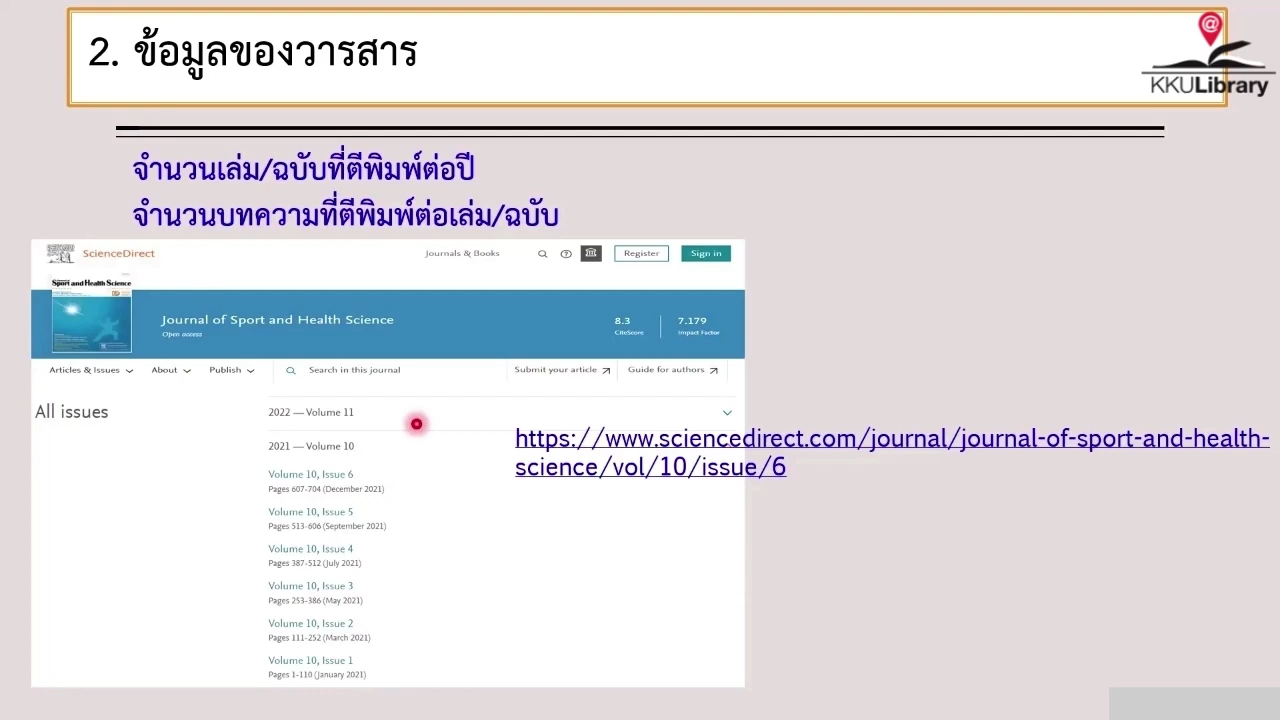 2. ข้อมูลของวารสาร
@
KKULibrary
จำนวนเล่ม/ฉบับที่ตีพิมพ์ต่อปี
จำนวนบทความที่ตีพิมพ์ต่อเล่ม/ฉบับ
ScienceDirect
Journals & Books
Register
Sign in
Sport and Health Science
Journal of Sport and Health Science
Open access
8.3
CiteScore
7.179
Impact Factor
Articles & Issues
About
Publish
Search in this journal
Submit your article
Guide for authors
All issues
2022 — Volume 11
https://www.sciencedirect.com/journal/journal-of-sport-and-health-
science/vol/10/issue/6
2021 — Volume 10
Volume 10, Issue 6
Pages 607-704 (December 2021)
Volume 10, Issue 5
Pages 513-606 (September 2021)
Volume 10, Issue 4
Pages 387-512 (July 2021)
Volume 10, Issue 3
Pages 253-386 (May 2021)
Volume 10, Issue 2
Pages 111-252 (March 2021)
Volume 10, Issue 1
Pages 1-110 (January 2021)